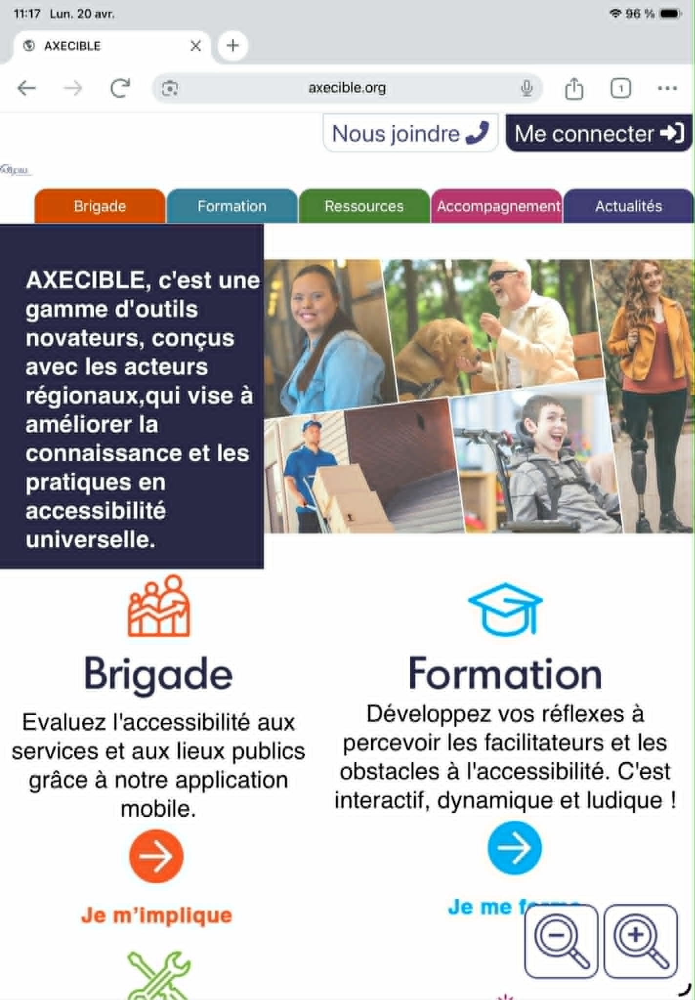 11:17 Lun. 20 avr.
96 %
AXECIBLE
axecible.org
1
Nous joindre
Me connecter
Brigade
Formation
Ressources
Accompagnement
Actualités
AXECIBLE, c'est une
gamme d'outils
novateurs, conçus
avec les acteurs
régionaux,qui vise à
améliorer la
connaissance et les
pratiques en
accessibilité
universelle.
Brigade
Evaluez l'accessibilité aux
services et aux lieux publics
grâce à notre application
mobile.
Je m’implique
Formation
Développez vos réflexes à
percevoir les facilitateurs et les
obstacles à l'accessibilité. C'est
interactif, dynamique et ludique !
Je me